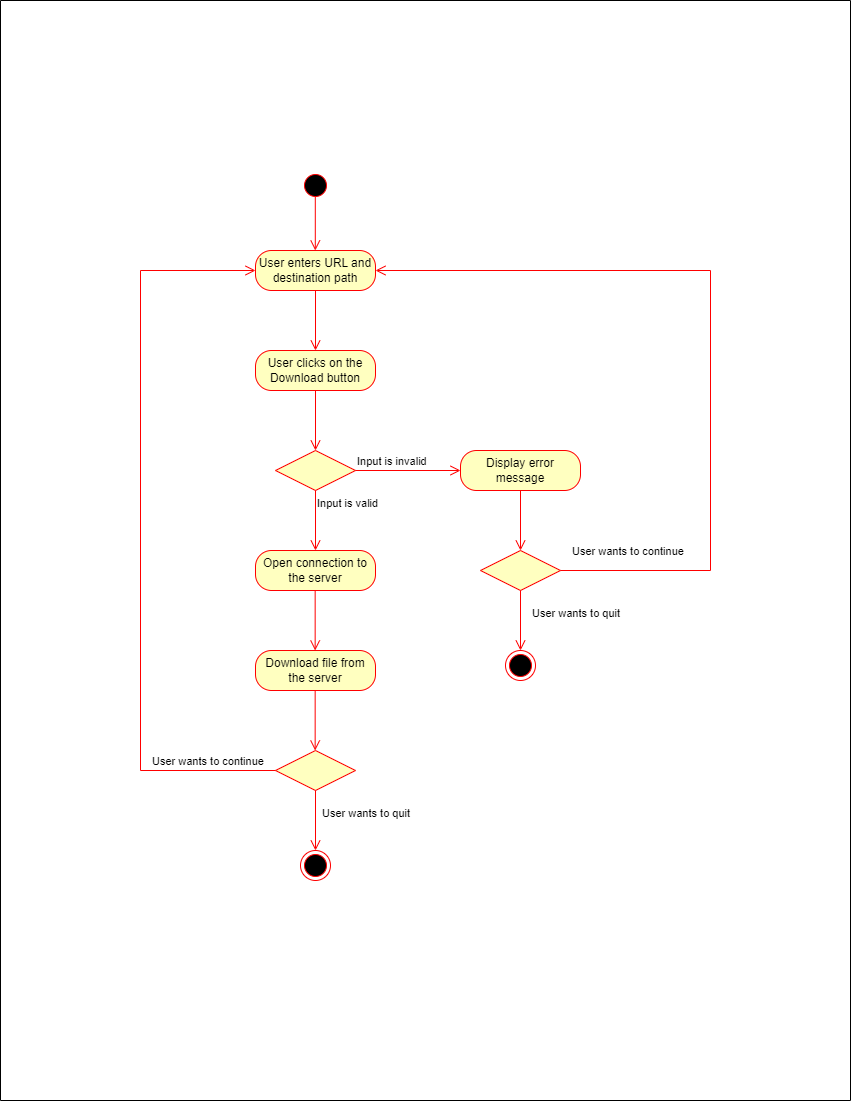 User enters URL and
destination path
User clicks on the
Download button
Input is invalid
Display error
message
Input is valid
Open connection to
the server
User wants to continue
User wants to quit
Download file from
the server
User wants to continue
User wants to quit